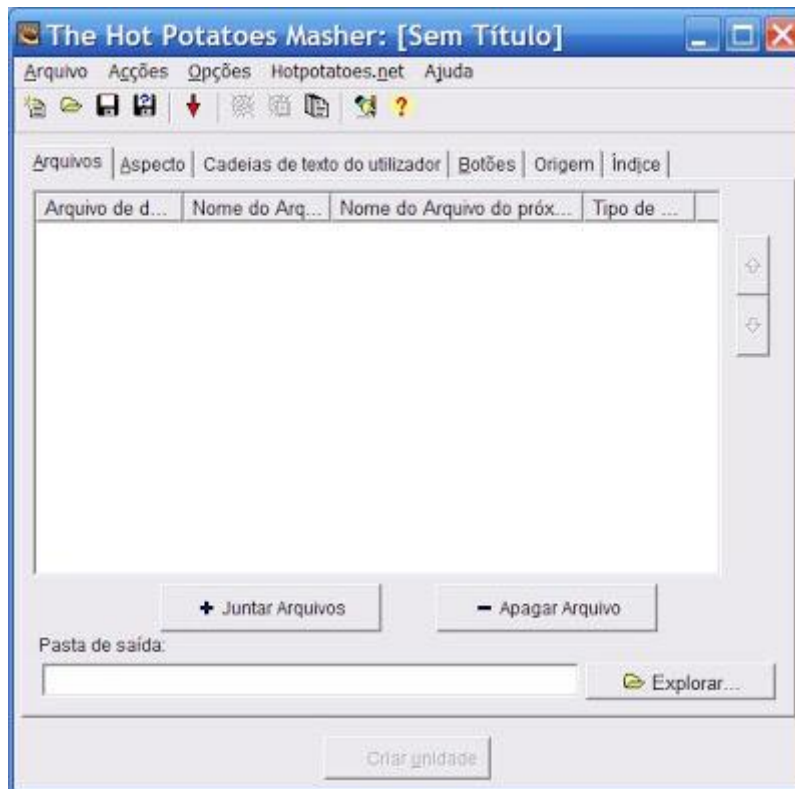 The Hot Potatoes Masher: [Sem Título]
Arquivo Acções Opções Hotpotatoes.net Ajuda
Arquivos Aspecto Cadeias de texto do utilizador Botões Origem Índice
Arquivo de d... Nome do Arq... Nome do Arquivo do próx... Tipo de ...
+ Juntar Arquivos - Apagar Arquivo
Pasta de saída:
Explorar...
Criar unidade